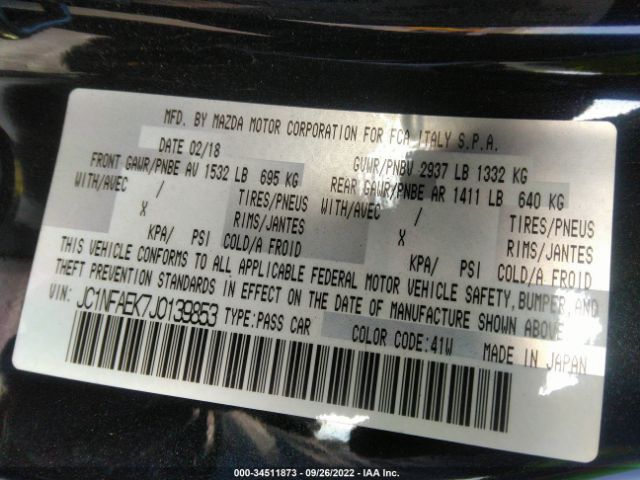 MFD. BY MAZDA MOTOR CORPORATION FOR FCA ITALY S.P.A.
DATE 02/18 GVWR/PNBV 2937 LB 1332 KG
FRONT GAWR/PNBE AV 1532 LB 695 KG REAR GAWR/PNBE AR 1411 LB 640 KG
WITH/AVEC / TIRES/PNEUS WITH/AVEC / TIRES/PNEUS
X RIMS/JANTES X RIMS/JANTES
KPA/ PSI COLD/A FROID KPA/ PSI COLD/A FROID
THIS VEHICLE CONFORMS TO ALL APPLICABLE FEDERAL MOTOR VEHICLE SAFETY, BUMPER, AND
THEFT PREVENTION STANDARDS IN EFFECT ON THE DATE OF MANUFACTURE SHOWN ABOVE.
VIN: JC1NFAEK7J0139853 TYPE:PASS CAR COLOR CODE:41W MADE IN JAPAN
000-34511873 - 09/26/2022 - IAA Inc.